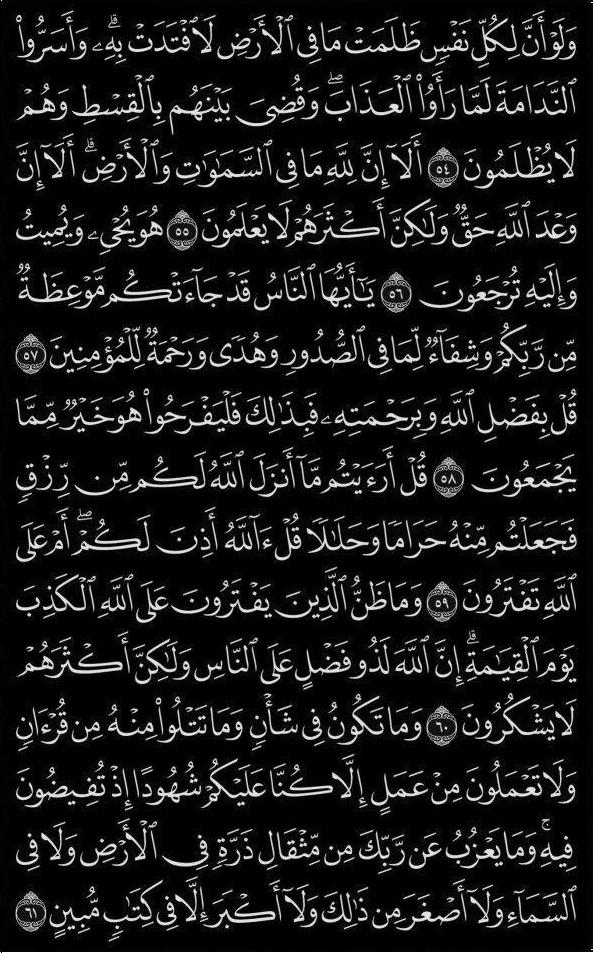 وَلَوْ أَنَّ لِكُلِّ نَفْسٍ ظَلَمَتْ مَا فِي ٱلْأَرْضِ لَٱفْتَدَتْ بِهِۦۗ وَأَسَرُّوا۟
ٱلنَّدَامَةَ لَمَّا رَأَوُا۟ ٱلْعَذَابَۖ وَقُضِىَ بَيْنَهُم بِٱلْقِسْطِ وَهُمْ
لَا يُظْلَمُونَ ٥٤ أَلَآ إِنَّ لِلَّهِ مَا فِي ٱلسَّمَٰوَٰتِ وَٱلْأَرْضِۗ أَلَآ إِنَّ
وَعْدَ ٱللَّهِ حَقٌّ وَلَٰكِنَّ أَكْثَرَهُمْ لَا يَعْلَمُونَ ٥٥ هُوَ يُحْىِۦ وَيُمِيتُ
وَإِلَيْهِ تُرْجَعُونَ ٥٦ يَٰٓأَيُّهَا ٱلنَّاسُ قَدْ جَآءَتْكُم مَّوْعِظَةٌ
مِّن رَّبِّكُمْ وَشِفَآءٌ لِّمَا فِي ٱلصُّدُورِ وَهُدًى وَرَحْمَةٌ لِّلْمُؤْمِنِينَ ٥٧
قُلْ بِفَضْلِ ٱللَّهِ وَبِرَحْمَتِهِۦ فَبِذَٰلِكَ فَلْيَفْرَحُوا۟ هُوَ خَيْرٌ مِّمَّا
يَجْمَعُونَ ٥٨ قُلْ أَرَءَيْتُم مَّآ أَنزَلَ ٱللَّهُ لَكُم مِّن رِّزْقٍ
فَجَعَلْتُم مِّنْهُ حَرَامًا وَحَلَٰلًا قُلْ ءَآللَّهُ أَذِنَ لَكُمْۖ أَمْ عَلَى
ٱللَّهِ تَفْتَرُونَ ٥٩ وَمَا ظَنُّ ٱلَّذِينَ يَفْتَرُونَ عَلَى ٱللَّهِ ٱلْكَذِبَ
يَوْمَ ٱلْقِيَٰمَةِۗ إِنَّ ٱللَّهَ لَذُو فَضْلٍ عَلَى ٱلنَّاسِ وَلَٰكِنَّ أَكْثَرَهُمْ
لَا يَشْكُرُونَ ٦٠ وَمَا تَكُونُ فِي شَأْنٍ وَمَا تَتْلُوا۟ مِنْهُ مِن قُرْءَانٍ
وَلَا تَعْمَلُونَ مِنْ عَمَلٍ إِلَّا كُنَّا عَلَيْكُمْ شُهُودًا إِذْ تُفِيضُونَ
فِيهِۚ وَمَا يَعْزُبُ عَن رَّبِّكَ مِن مِّثْقَالِ ذَرَّةٍ فِي ٱلْأَرْضِ وَلَا فِي
ٱلسَّمَآءِ وَلَآ أَصْغَرَ مِن ذَٰلِكَ وَلَآ أَكْبَرَ إِلَّا فِي كِتَٰبٍ مُّبِينٍ ٦١